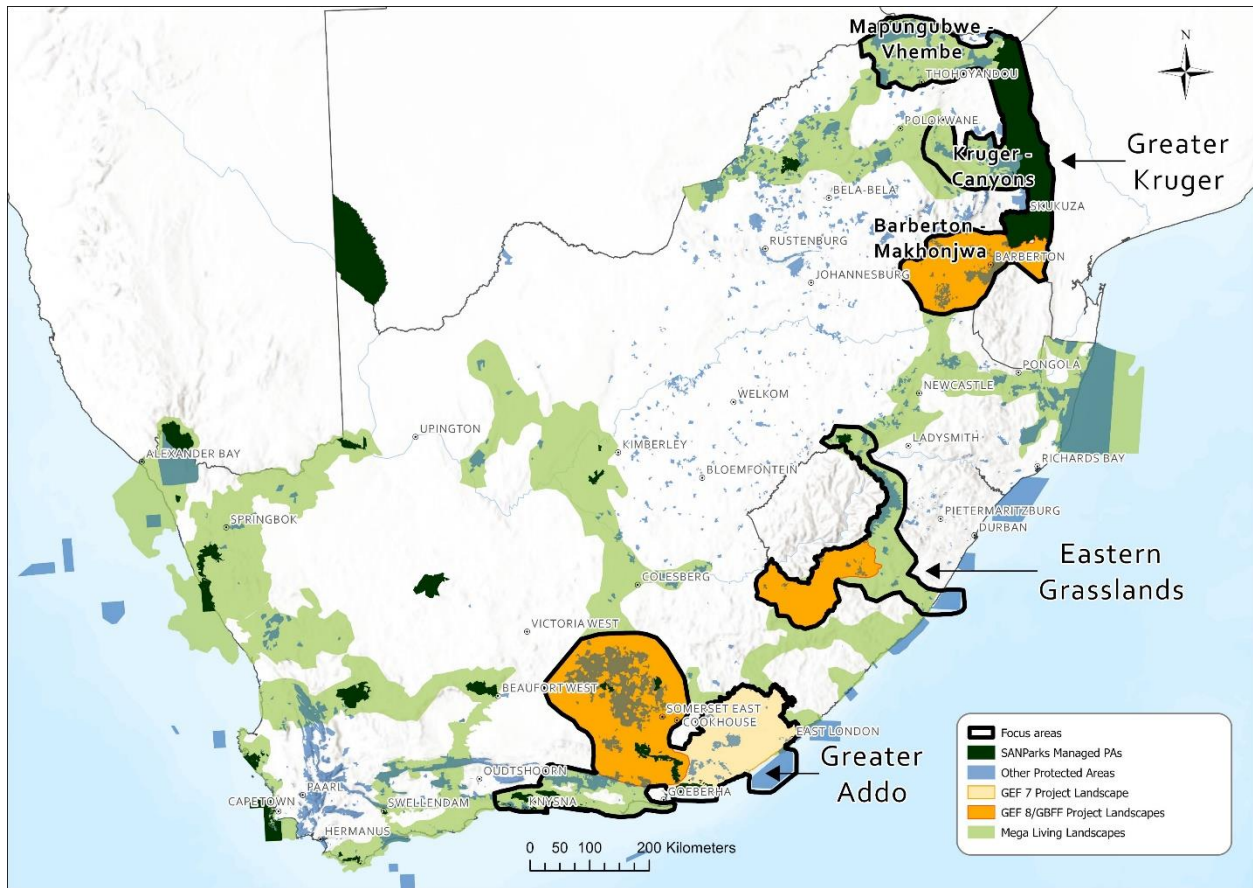 Mapungubwe -
Vhembe
N
THOHOYANDOU
POLOKWANE
Kruger -
Canyons
Greater
Kruger
BELA-BELA
SKUKUZA
Barberton -
Makhonjwa
RUSTENBURG
BARBERTON
JOHANNESBURG
PONGOLA
NEWCASTLE
WELKOM
UPINGTON
KIMBERLEY
LADYSMITH
ALEXANDER BAY
RICHARDS BAY
BLOEMFONTEIN
SPRINGBOK
PIETERMARITZBURG
DURBAN
Eastern
Grasslands
COLESBERG
VICTORIA WEST
BEAUFORT WEST
SOMERSET EAST
COOKHOUSE
EAST LONDON
Greater
Addo
OUDTSHOORN
GQEBERHA
PAARL
KNYSNA
CAPE TOWN
SWELLENDAM
HERMANUS
0 50 100 200 Kilometers
Focus areas
SANParks Managed PAs
Other Protected Areas
GEF 7 Project Landscape
GEF 8/GBFF Project Landscapes
Mega Living Landscapes